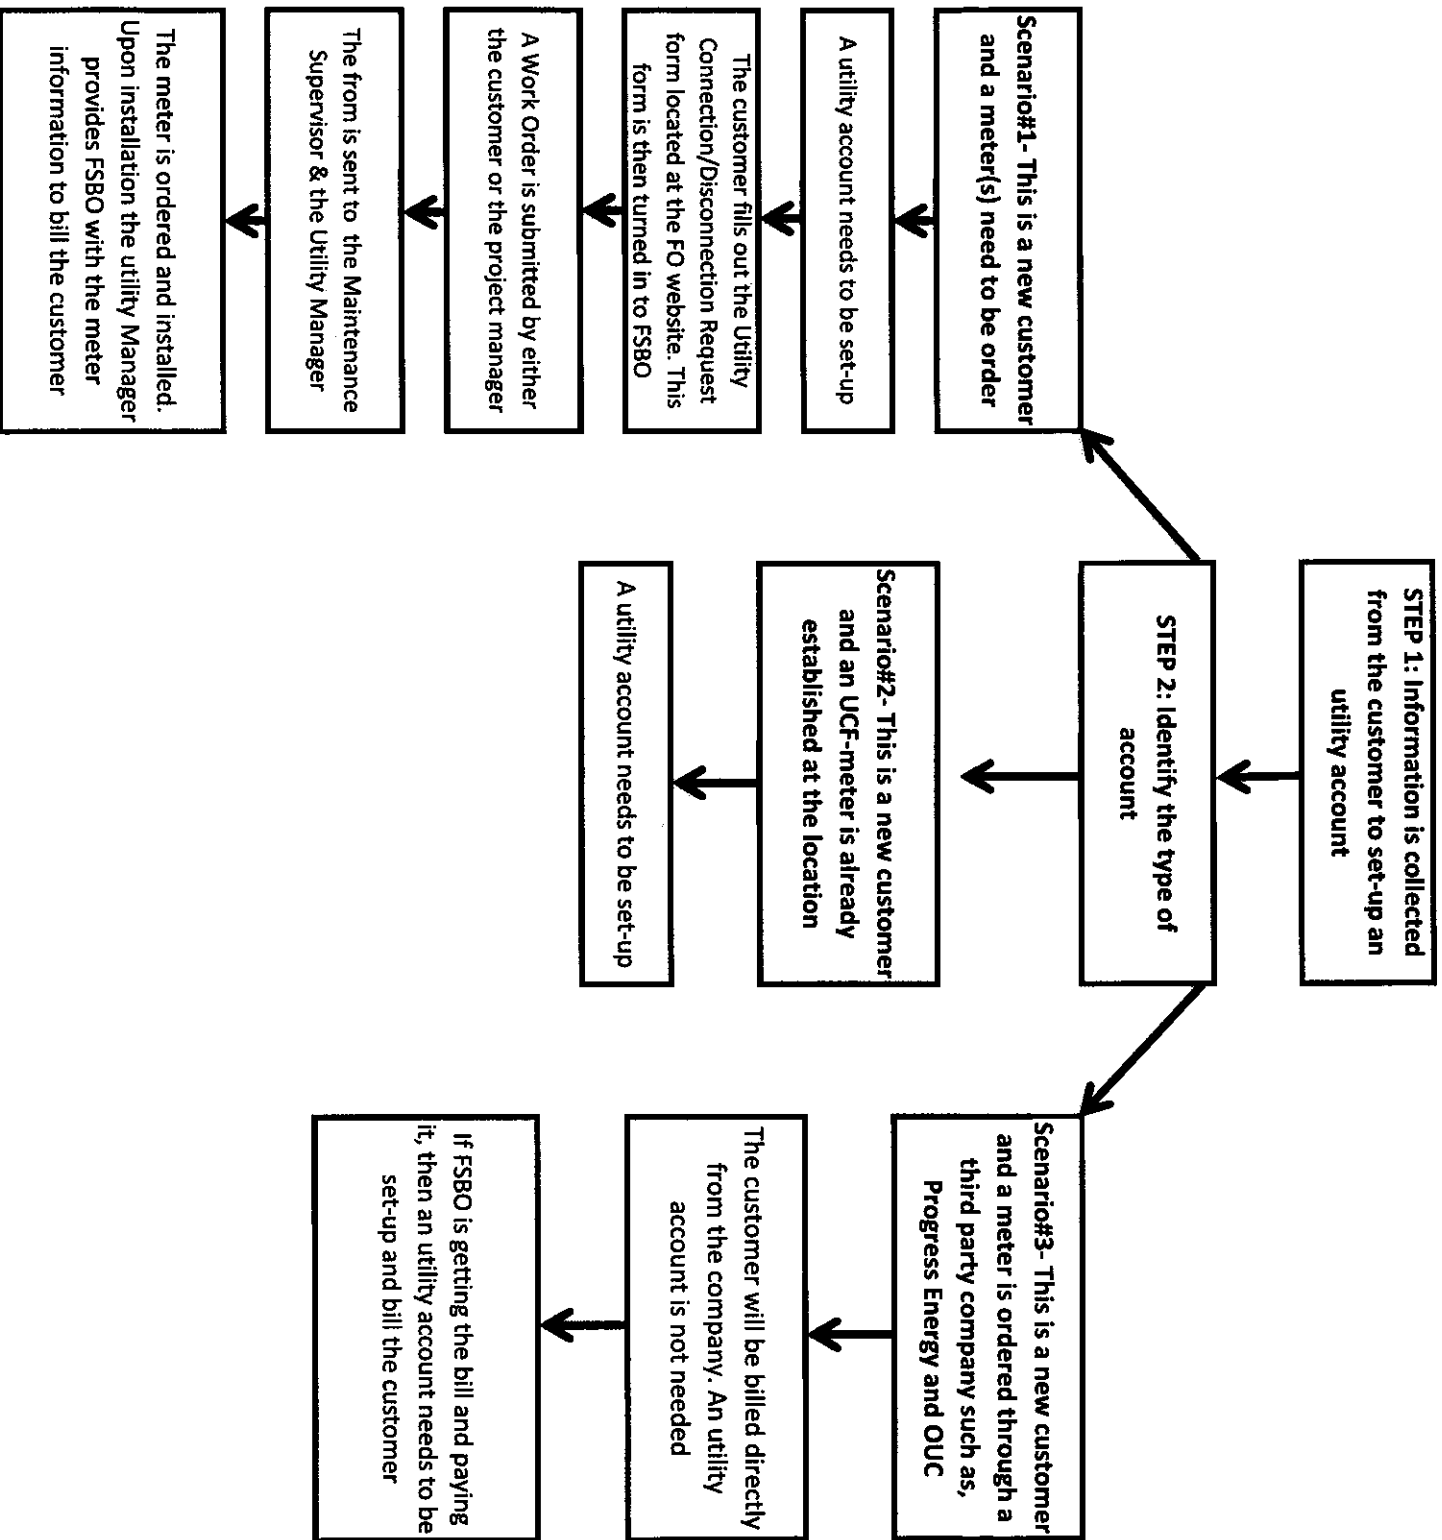 STEP 1: Information is collected
from the customer to set-up an
utility account
STEP 2: Identify the type of
account
Scenario#1- This is a new customer
and a meter(s) need to be order
A utility account needs to be set-up
The customer fills out the Utility
Connection/Disconnection Request
form located at the FO website. This
form is then turned in to FSBO
A Work Order is submitted by either
the customer or the project manager
The from is sent to the Maintenance
Supervisor & the Utility Manager
The meter is ordered and installed.
Upon installation the utility Manager
provides FSBO with the meter
information to bill the customer
Scenario#2- This is a new customer
and an UCF-meter is already
established at the location
A utility account needs to be set-up
Scenario#3- This is a new customer
and a meter is ordered through a
third party company such as,
Progress Energy and OUC
The customer will be billed directly
from the company. An utility
account is not needed
If FSBO is getting the bill and paying
it, then an utility account needs to be
set-up and bill the customer